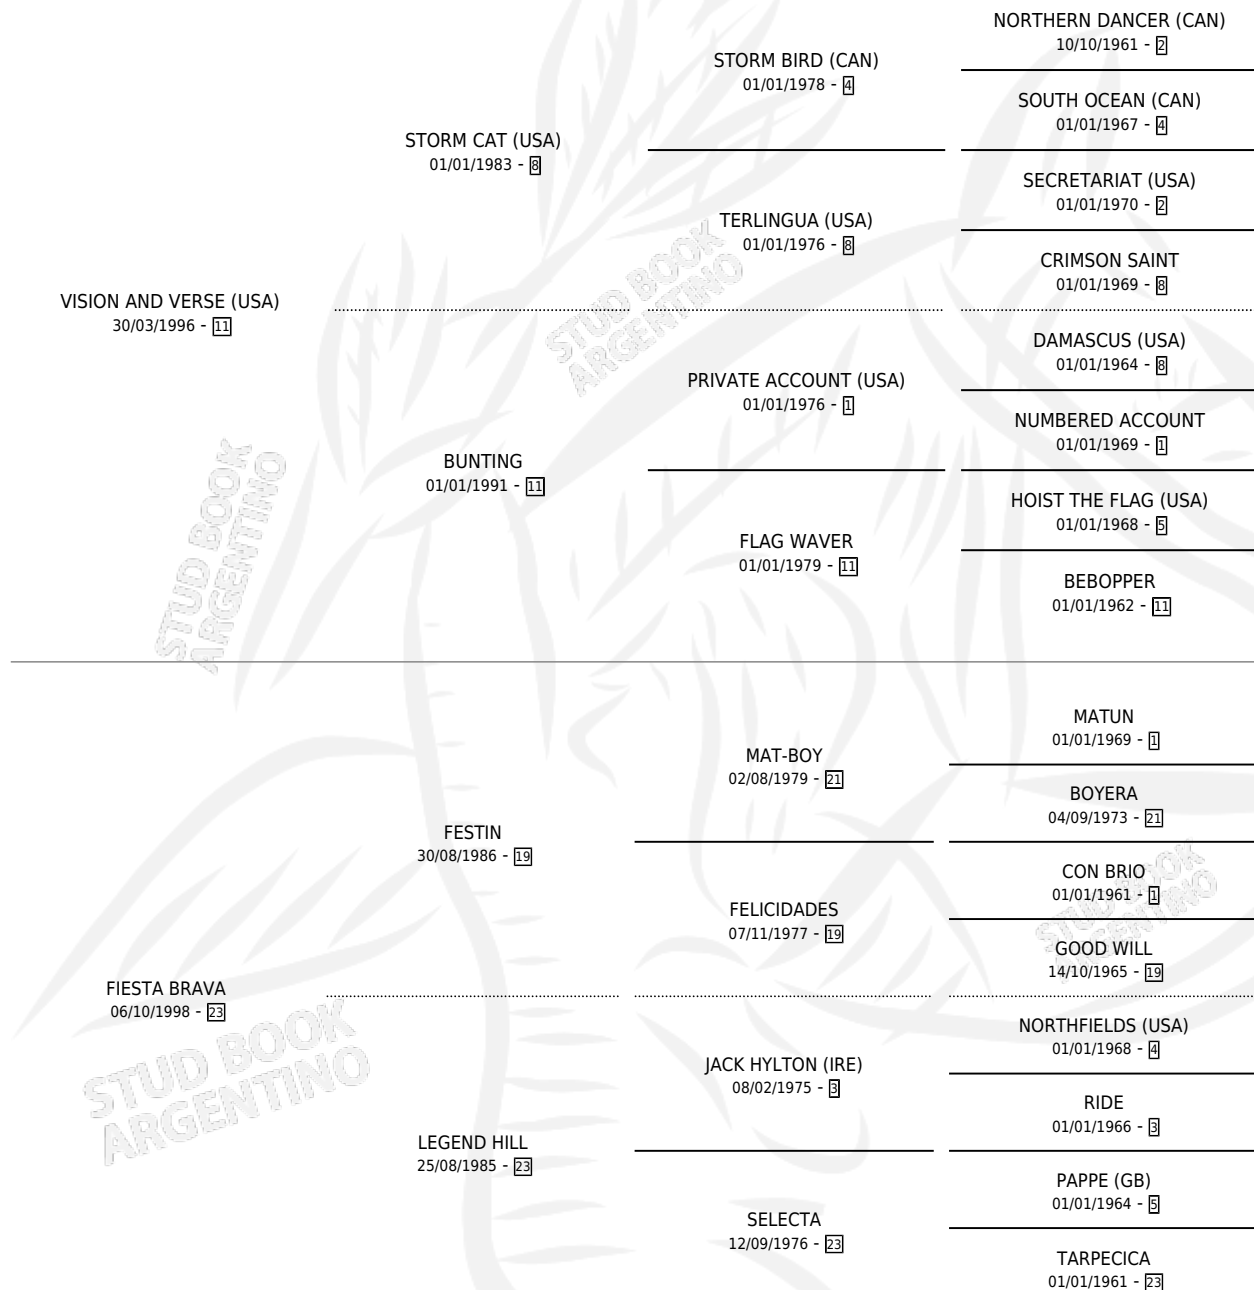 NORTHERN DANCER (CAN)
10/10/1961 - 2
STORM BIRD (CAN)
01/01/1978 - 4
SOUTH OCEAN (CAN)
01/01/1967 - 4
STORM CAT (USA)
01/01/1983 - 8
SECRETARIAT (USA)
01/01/1970 - 2
TERLINGUA (USA)
01/01/1976 - 8
CRIMSON SAINT
01/01/1969 - 8
VISION AND VERSE (USA)
30/03/1996 - 11
STUD BOOK
ARGENTINO
DAMASCUS (USA)
01/01/1964 - 8
PRIVATE ACCOUNT (USA)
01/01/1976 - 1
NUMBERED ACCOUNT
01/01/1969 - 1
BUNTING
01/01/1991 - 11
HOIST THE FLAG (USA)
01/01/1968 - 5
FLAG WAVER
01/01/1979 - 11
BEBOPPER
01/01/1962 - 11
STUD BOOK
ARGENTINO
MATUN
01/01/1969 - 1
MAT-BOY
02/08/1979 - 21
BOYERA
04/09/1973 - 21
FESTIN
30/08/1986 - 19
CON BRIO
01/01/1961 - 1
FELICIDADES
07/11/1977 - 19
STUD BOOK
ARGENTINO
GOOD WILL
14/10/1965 - 19
FIESTA BRAVA
06/10/1998 - 23
STUD BOOK
ARGENTINO
NORTHFIELDS (USA)
01/01/1968 - 4
JACK HYLTON (IRE)
08/02/1975 - 3
RIDE
01/01/1966 - 3
LEGEND HILL
25/08/1985 - 23
PAPPE (GB)
01/01/1964 - 5
SELECTA
12/09/1976 - 23
TARPECICA
01/01/1961 - 23